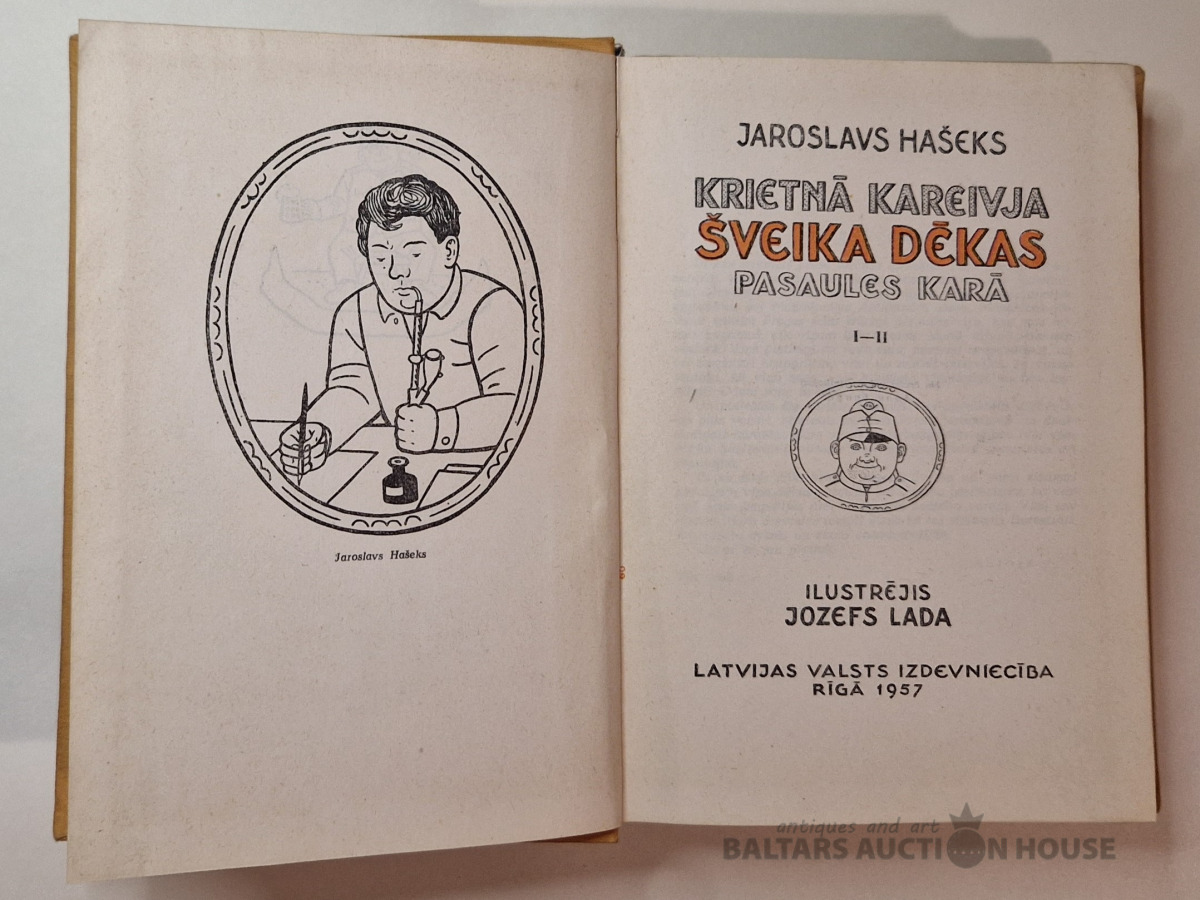 Jaroslavs Hašeks
JAROSLAVS HAŠEKS
KRIETNĀ KAREIVJA
ŠVEIKA DĒKAS
PASAULES KARĀ
I—II
ILUSTRĒJIS
JOZEFS LADA
LATVIJAS VALSTS IZDEVNIECĪBA
RĪGĀ 1957
antiques and art
BALTARS AUCTION HOUSE